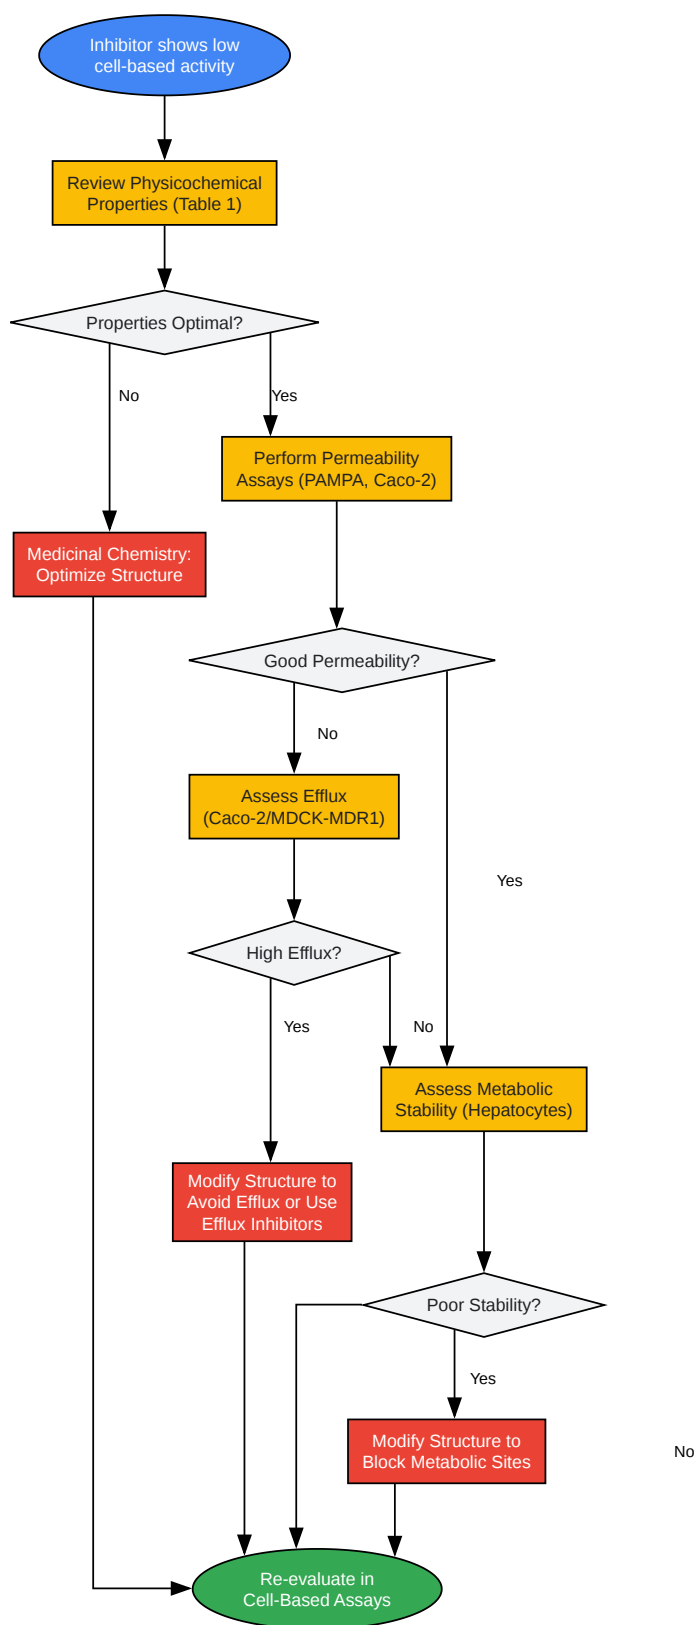 Inhibitor shows low
cell-based activity
Review Physicochemical
Properties (Table 1)
Properties Optimal?
No
Yes
Perform Permeability
Assays (PAMPA, Caco-2)
Medicinal Chemistry:
Optimize Structure
Good Permeability?
No
Assess Efflux
(Caco-2/MDCK-MDR1)
Yes
High Efflux?
Yes
No
Assess Metabolic
Stability (Hepatocytes)
Modify Structure to
Avoid Efflux or Use
Efflux Inhibitors
Poor Stability?
Yes
Modify Structure to
Block Metabolic Sites
No
Re-evaluate in
Cell-Based Assays